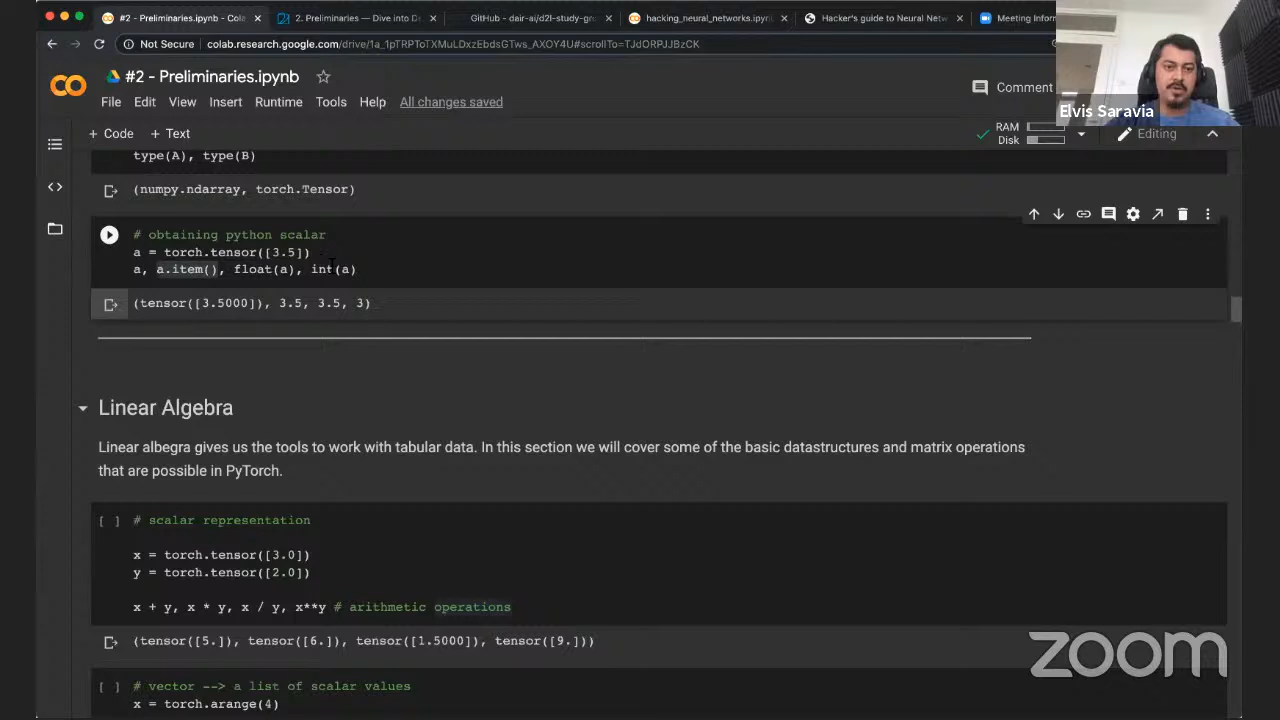 #2 - Preliminaries.ipynb - Cola
2. Preliminaries — Dive into D
GitHub - dair-ai/d2l-study-gr
hacking_neural_networks.ipyn
Hacker's guide to Neural Net
Meeting Inform
Not Secure
colab.research.google.com/drive/1a_1pTRPToTXMuLDxzEbdsGTws_AXOY4U#scrollTo=TJdORPJJBzCK
#2 - Preliminaries.ipynb
Comment
Elvis Saravia
File Edit View Insert Runtime Tools Help All changes saved
+ Code + Text
RAM
Disk
Editing
type(A), type(B)
(numpy.ndarray, torch.Tensor)
# obtaining python scalar
a = torch.tensor([3.5])
a, a.item(), float(a), int(a)
(tensor([3.5000]), 3.5, 3.5, 3)
Linear Algebra
Linear albegra gives us the tools to work with tabular data. In this section we will cover some of the basic datastructures and matrix operations
that are possible in PyTorch.
[ ] # scalar representation
x = torch.tensor([3.0])
y = torch.tensor([2.0])
x + y, x * y, x / y, x**y # arithmetic operations
(tensor([5.]), tensor([6.]), tensor([1.5000]), tensor([9.]))
[ ] # vector --> a list of scalar values
x = torch.arange(4)
zoom